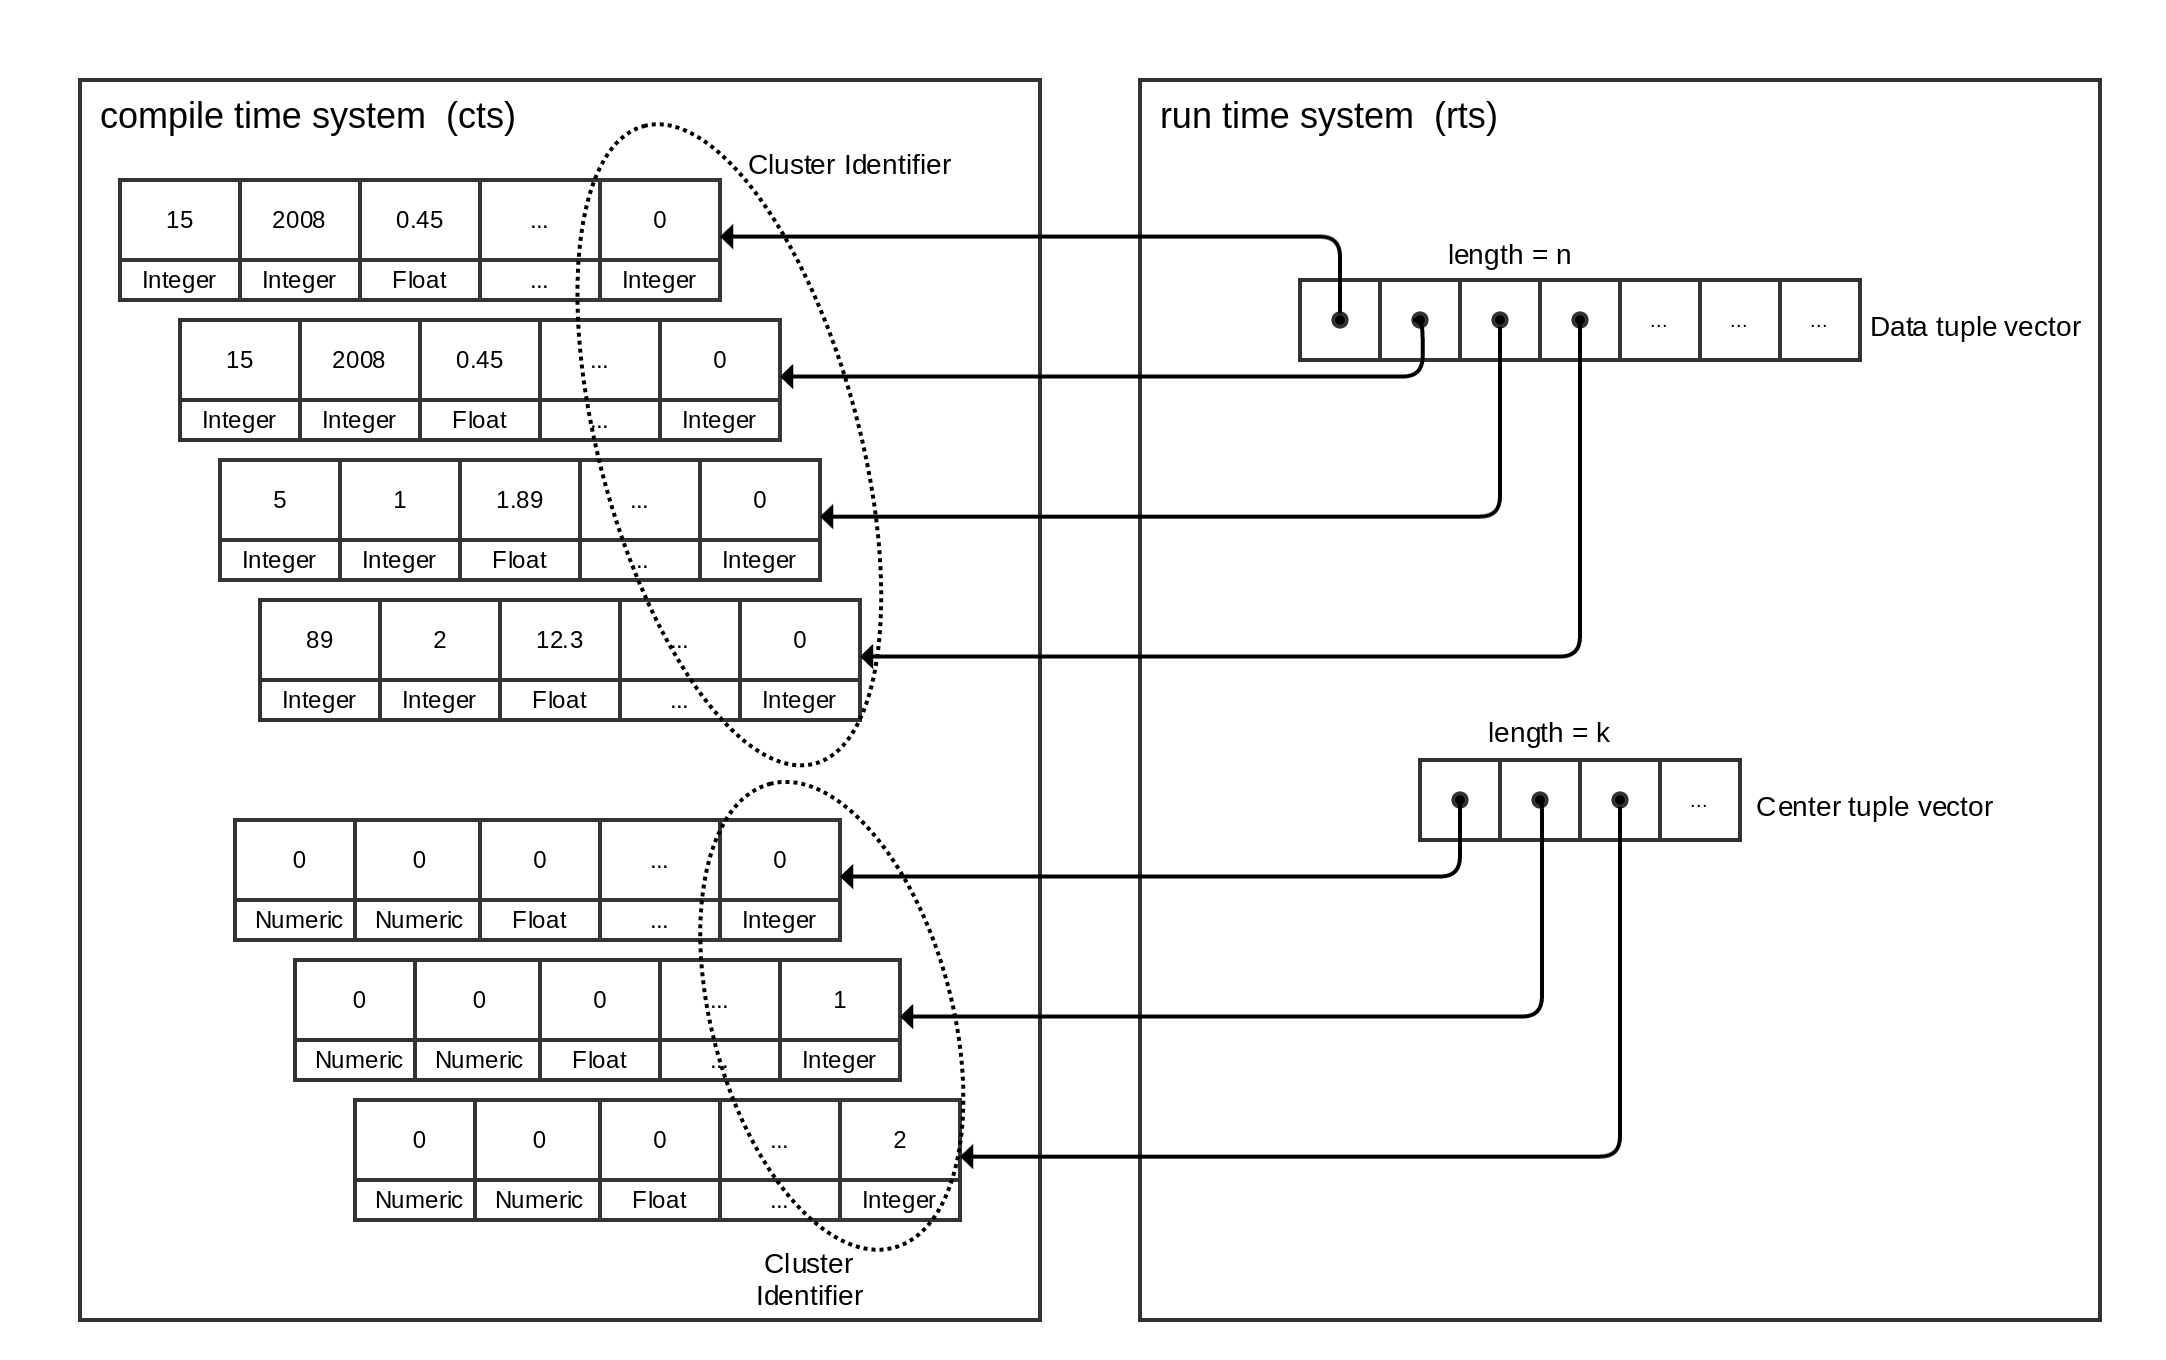 compile time system (cts)
Cluster Identifier
15 2008 0.45 ... 0
Integer Integer Float ... Integer
15 2008 0.45 ... 0
Integer Integer Float ... Integer
5 1 1.89 ... 0
Integer Integer Float ... Integer
89 2 12.3 ... 0
Integer Integer Float ... Integer
0 0 0 ... 0
Numeric Numeric Float ... Integer
0 0 0 ... 1
Numeric Numeric Float ... Integer
0 0 0 ... 2
Numeric Numeric Float ... Integer
Cluster
Identifier
run time system (rts)
length = n
... ... ... Data tuple vector
length = k
... Center tuple vector